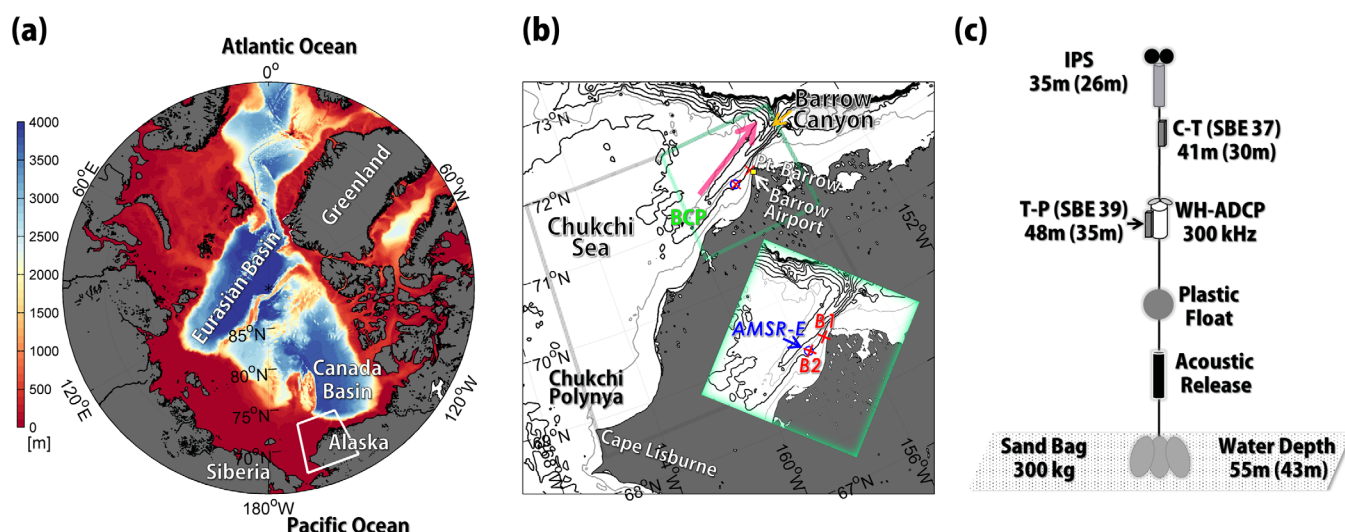 (a)
Atlantic Ocean
0°
60°E
60°W
120°E
120°W
180°W
4000
3500
3000
2500
2000
1500
1000
500
0
[m]
Greenland
Eurasian Basin
85°N
80°N
75°N
70°N
Canada
Basin
Alaska
Siberia
Pacific Ocean
(b)
73°N
72°N
71°N
70°N
69°N
68°N
67°N
152°W
156°W
160°W
Barrow
Canyon
Pt. Barrow
Barrow
Airport
BCP
Chukchi
Sea
Chukchi
Polynya
Cape Lisburne
AMSR-E
B1
B2
(c)
IPS
35m (26m)
C-T (SBE 37)
41m (30m)
T-P (SBE 39)
48m (35m)
WH-ADCP
300 kHz
Plastic
Float
Acoustic
Release
Sand Bag
300 kg
Water Depth
55m (43m)